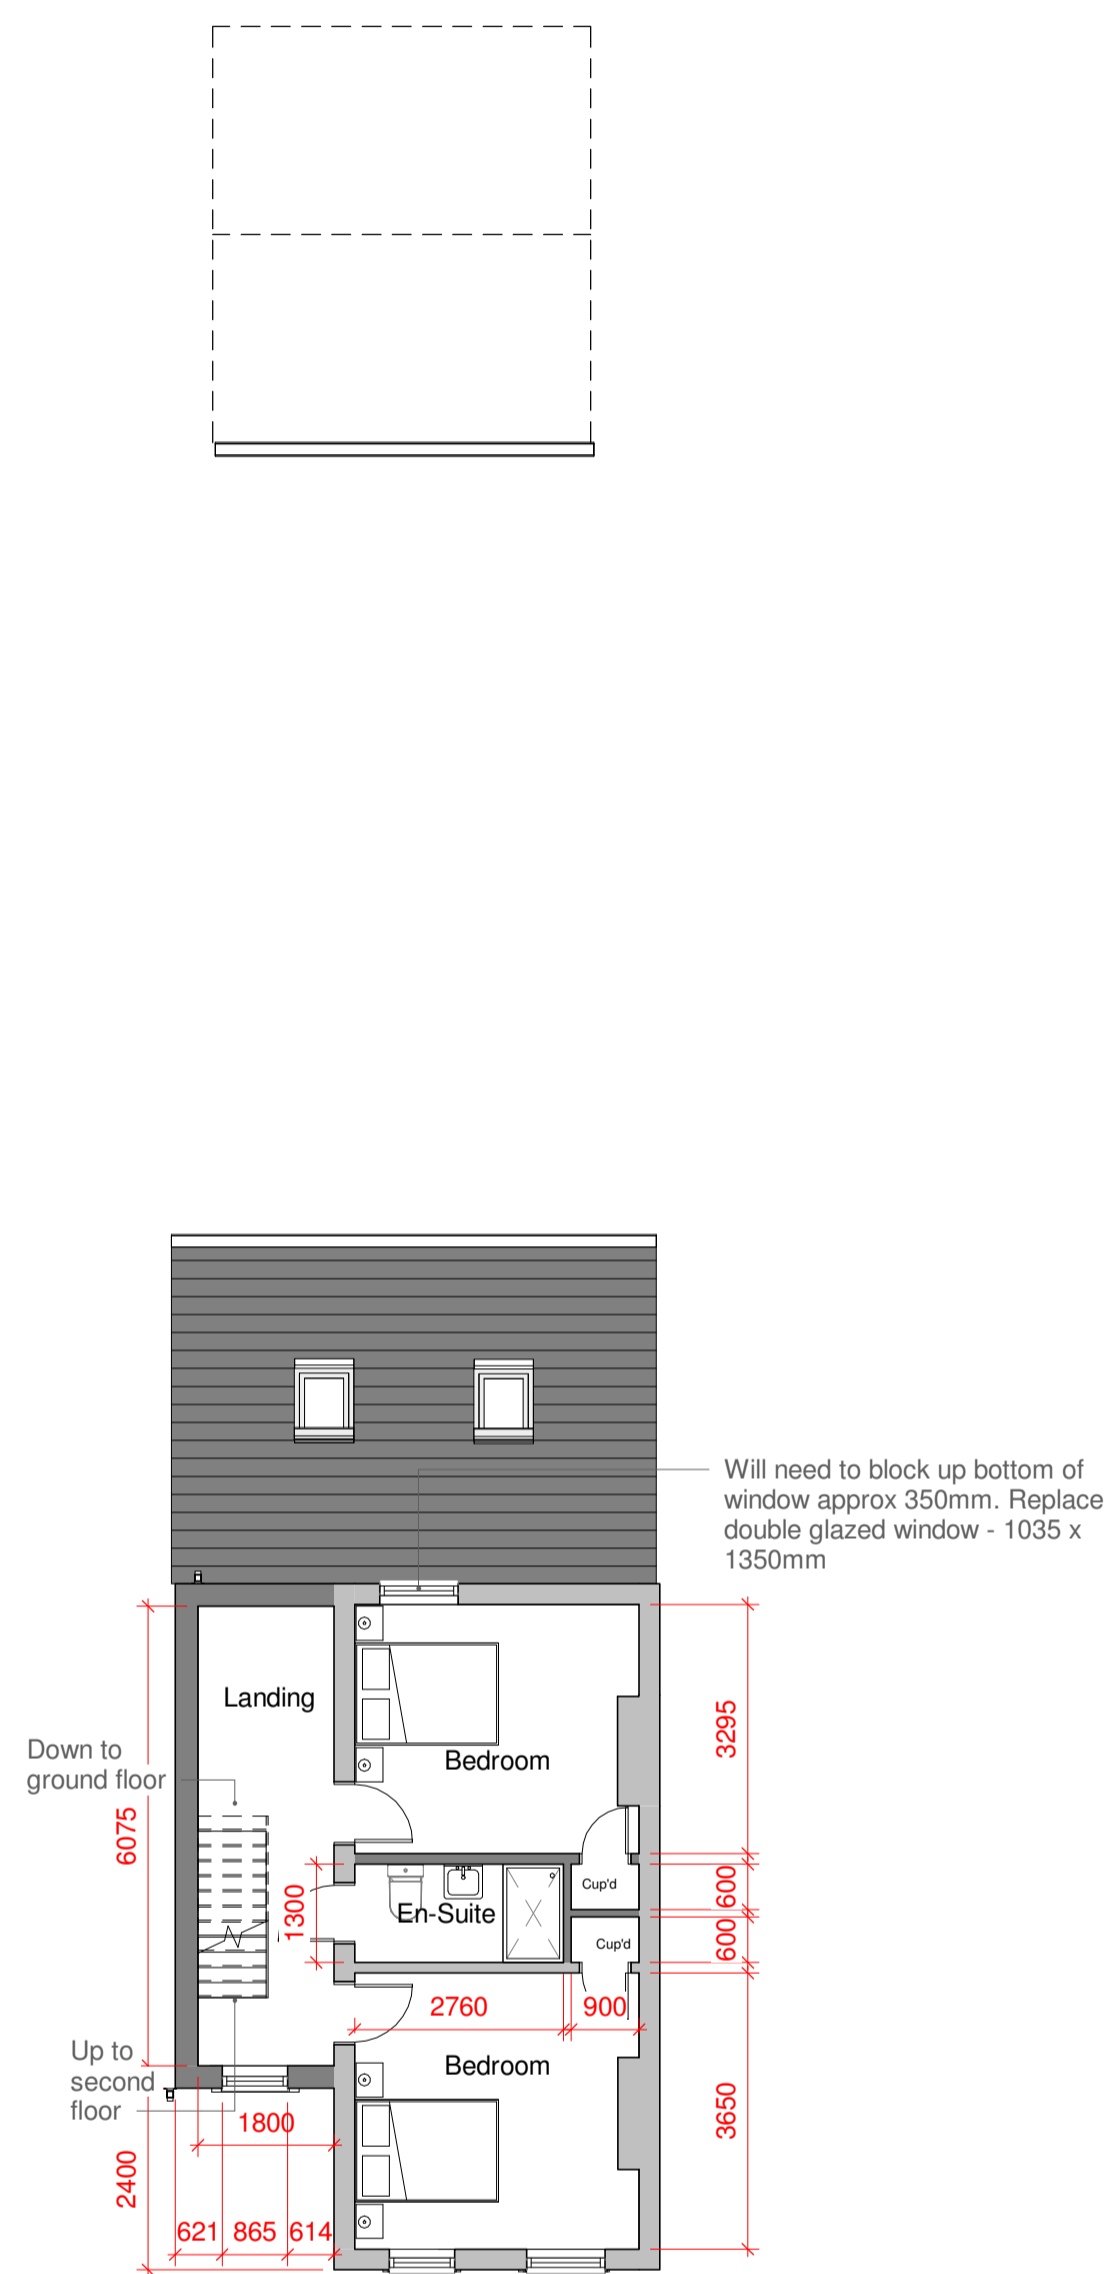 Will need to block up bottom of
window approx 350mm. Replace
double glazed window - 1035 x
1350mm
Landing
3295
Down to
ground floor
Bedroom
6075
Cup'd
600
1300
En-Suite
Cup'd
600
2760
900
Up to
second
floor
Bedroom
3650
1800
2400
621
865
614